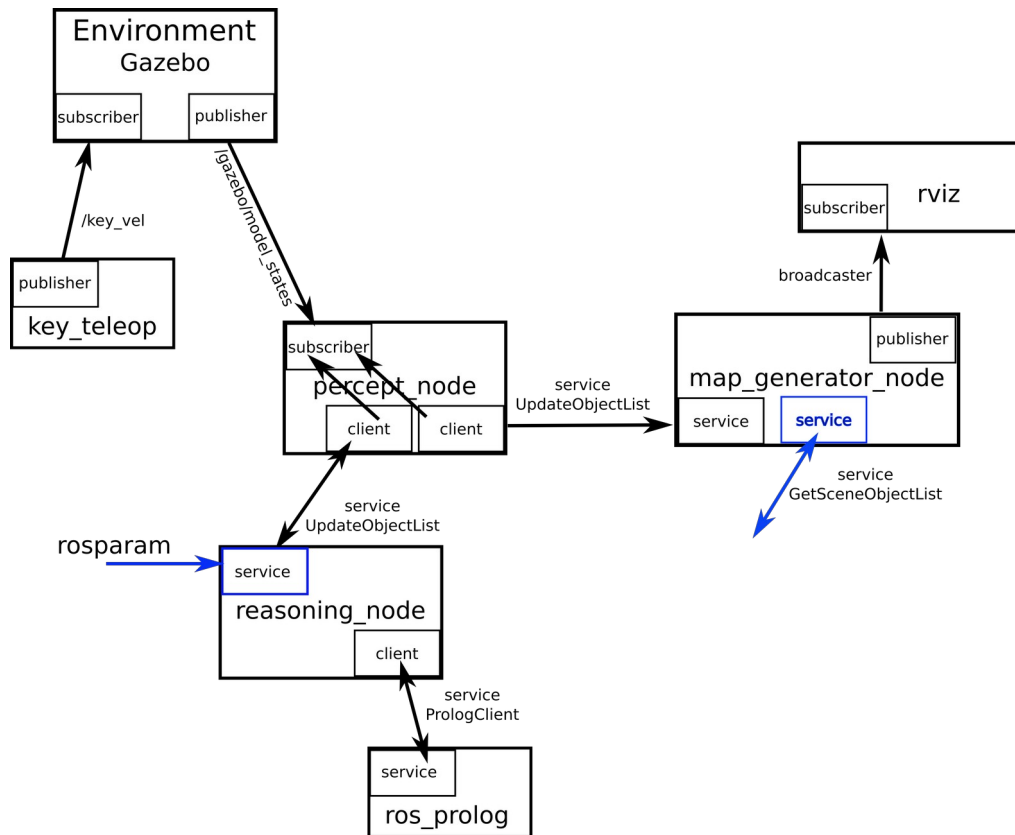 Environment
Gazebo
subscriber
publisher
/gazebo/model_states
/key_vel
publisher
key_teleop
subscriber
rviz
broadcaster
subscriber
percept_node
client
client
service
UpdateObjectList
publisher
map_generator_node
service
service
service
GetSceneObjectList
service
UpdateObjectList
rosparam
service
reasoning_node
client
service
PrologClient
service
ros_prolog